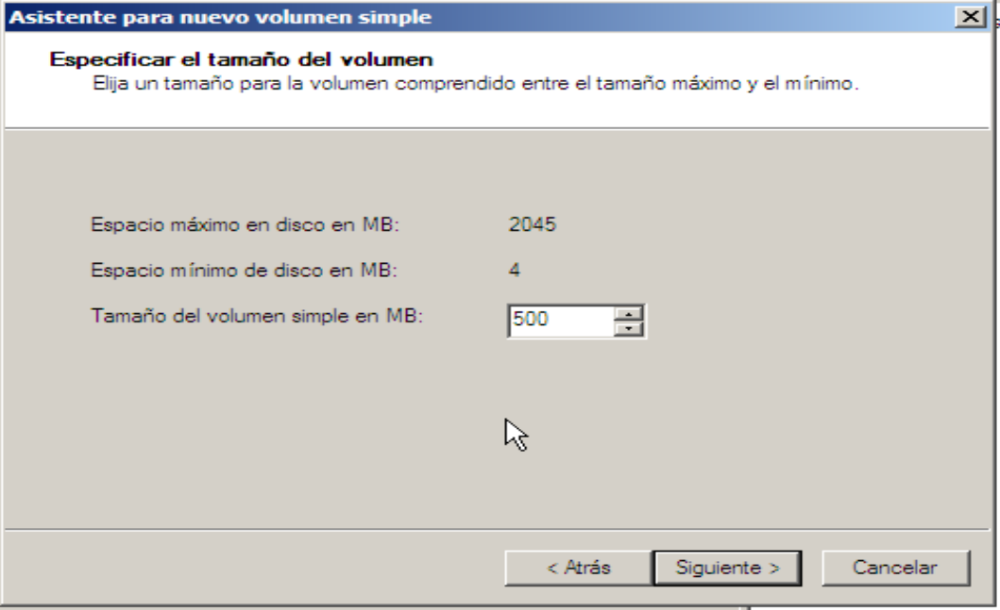 Asistente para nuevo volumen simple
Especificar el tamaño del volumen
Elija un tamaño para la volumen comprendido entre el tamaño máximo y el mínimo.
Espacio máximo en disco en MB: 2045
Espacio mínimo de disco en MB: 4
Tamaño del volumen simple en MB: 500
< Atrás Siguiente > Cancelar